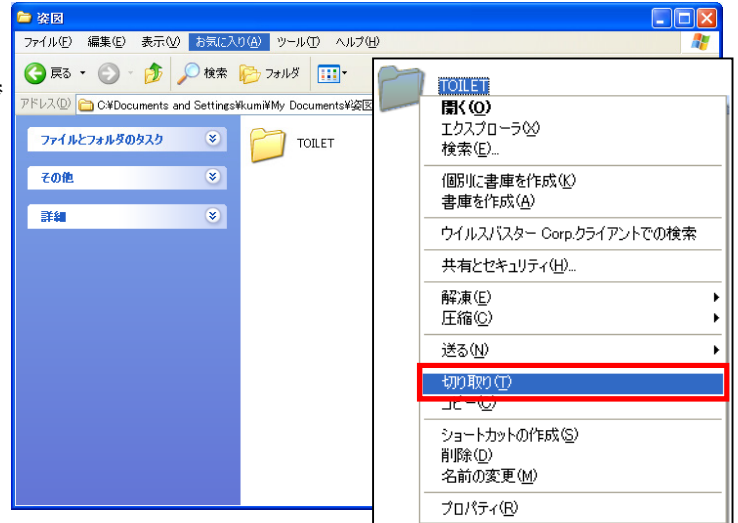 姿図
ファイル(F) 編集(E) 表示(V) お気に入り(A) ツール(T) ヘルプ(H)
戻る 検索 フォルダ
アドレス(D) C:¥Documents and Settings¥kumi¥My Documents¥姿図
ファイルとフォルダのタスク
その他
詳細
TOILET
TOILET
開く(O)
エクスプローラ(X)
検索(E)...
個別に書庫を作成(K)
書庫を作成(A)
ウイルスバスター Corp.クライアントでの検索
共有とセキュリティ(H)...
解凍(E)
圧縮(C)
送る(N)
切り取り(T)
コピー(C)
ショートカットの作成(S)
削除(D)
名前の変更(M)
プロパティ(R)